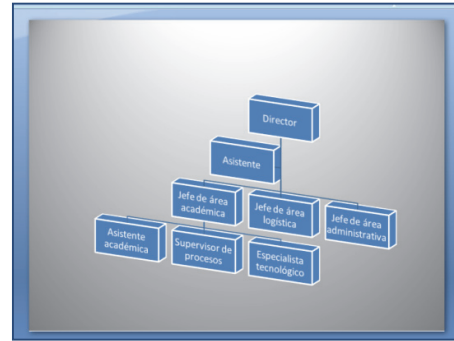 Director
Asistente
Jefe de área
académica
Jefe de área
logística
Jefe de área
administrativa
Asistente
académica
Supervisor de
procesos
Especialista
tecnológico